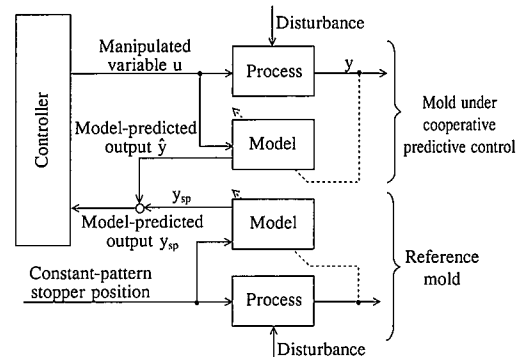 Disturbance
Manipulated
variable u
Process
y
Controller
Mold under
cooperative
predictive control
Model-predicted
output ŷ
Model
y_sp
Model-predicted
output y_sp
Model
Reference
mold
Constant-pattern
stopper position
Process
Disturbance